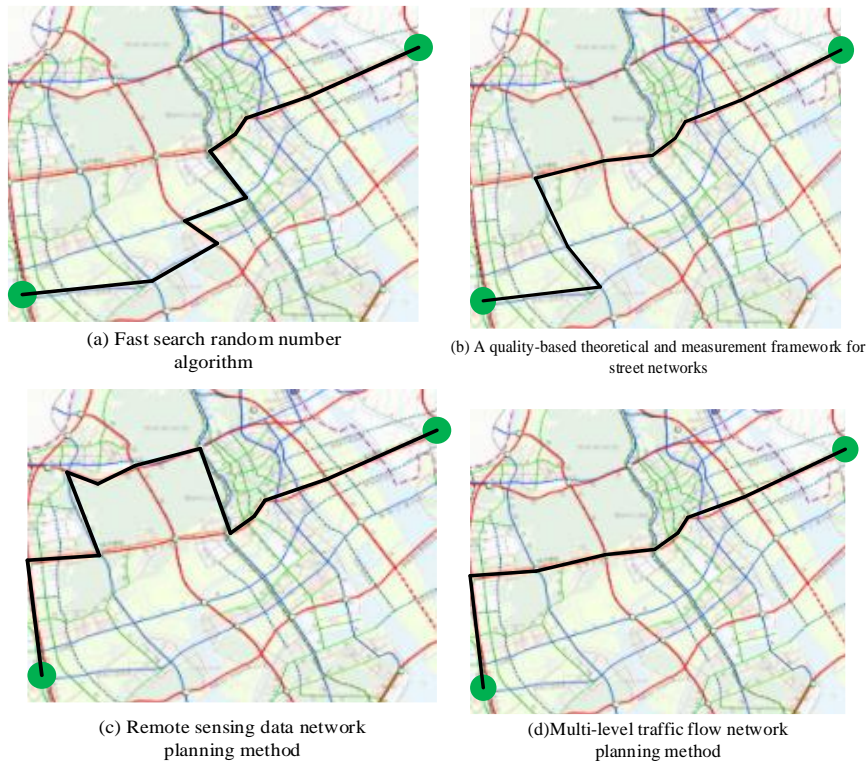 (a) Fast search random number
algorithm
(b) A quality-based theoretical and measurement framework for
street networks
(c) Remote sensing data network
planning method
(d)Multi-level traffic flow network
planning method